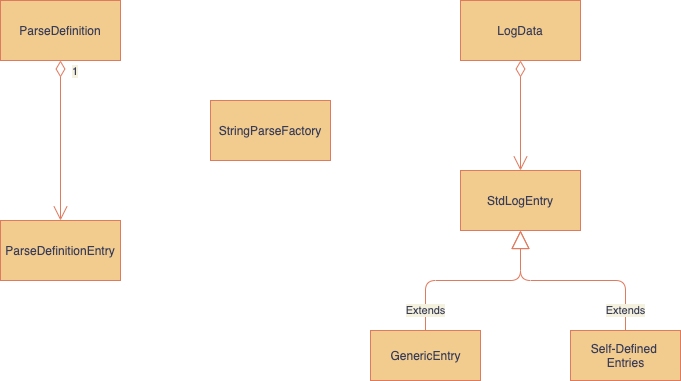 ParseDefinition
LogData
1
StringParseFactory
StdLogEntry
ParseDefinitionEntry
Extends
Extends
GenericEntry
Self-Defined
Entries